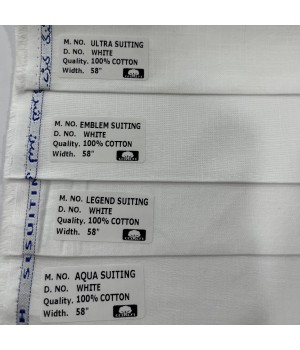 M. NO. ULTRA SUITING
D. NO. WHITE
Quality. 100% COTTON
Width. 58"
M. NO. EMBLEM SUITING
D. NO. WHITE
Quality. 100% COTTON
Width. 58"
M. NO. LEGEND SUITING
D. NO. WHITE
Quality. 100% COTTON
Width. 58"
M. NO. AQUA SUITING
D. NO. WHITE
Quality. 100% COTTON
Width. 58"